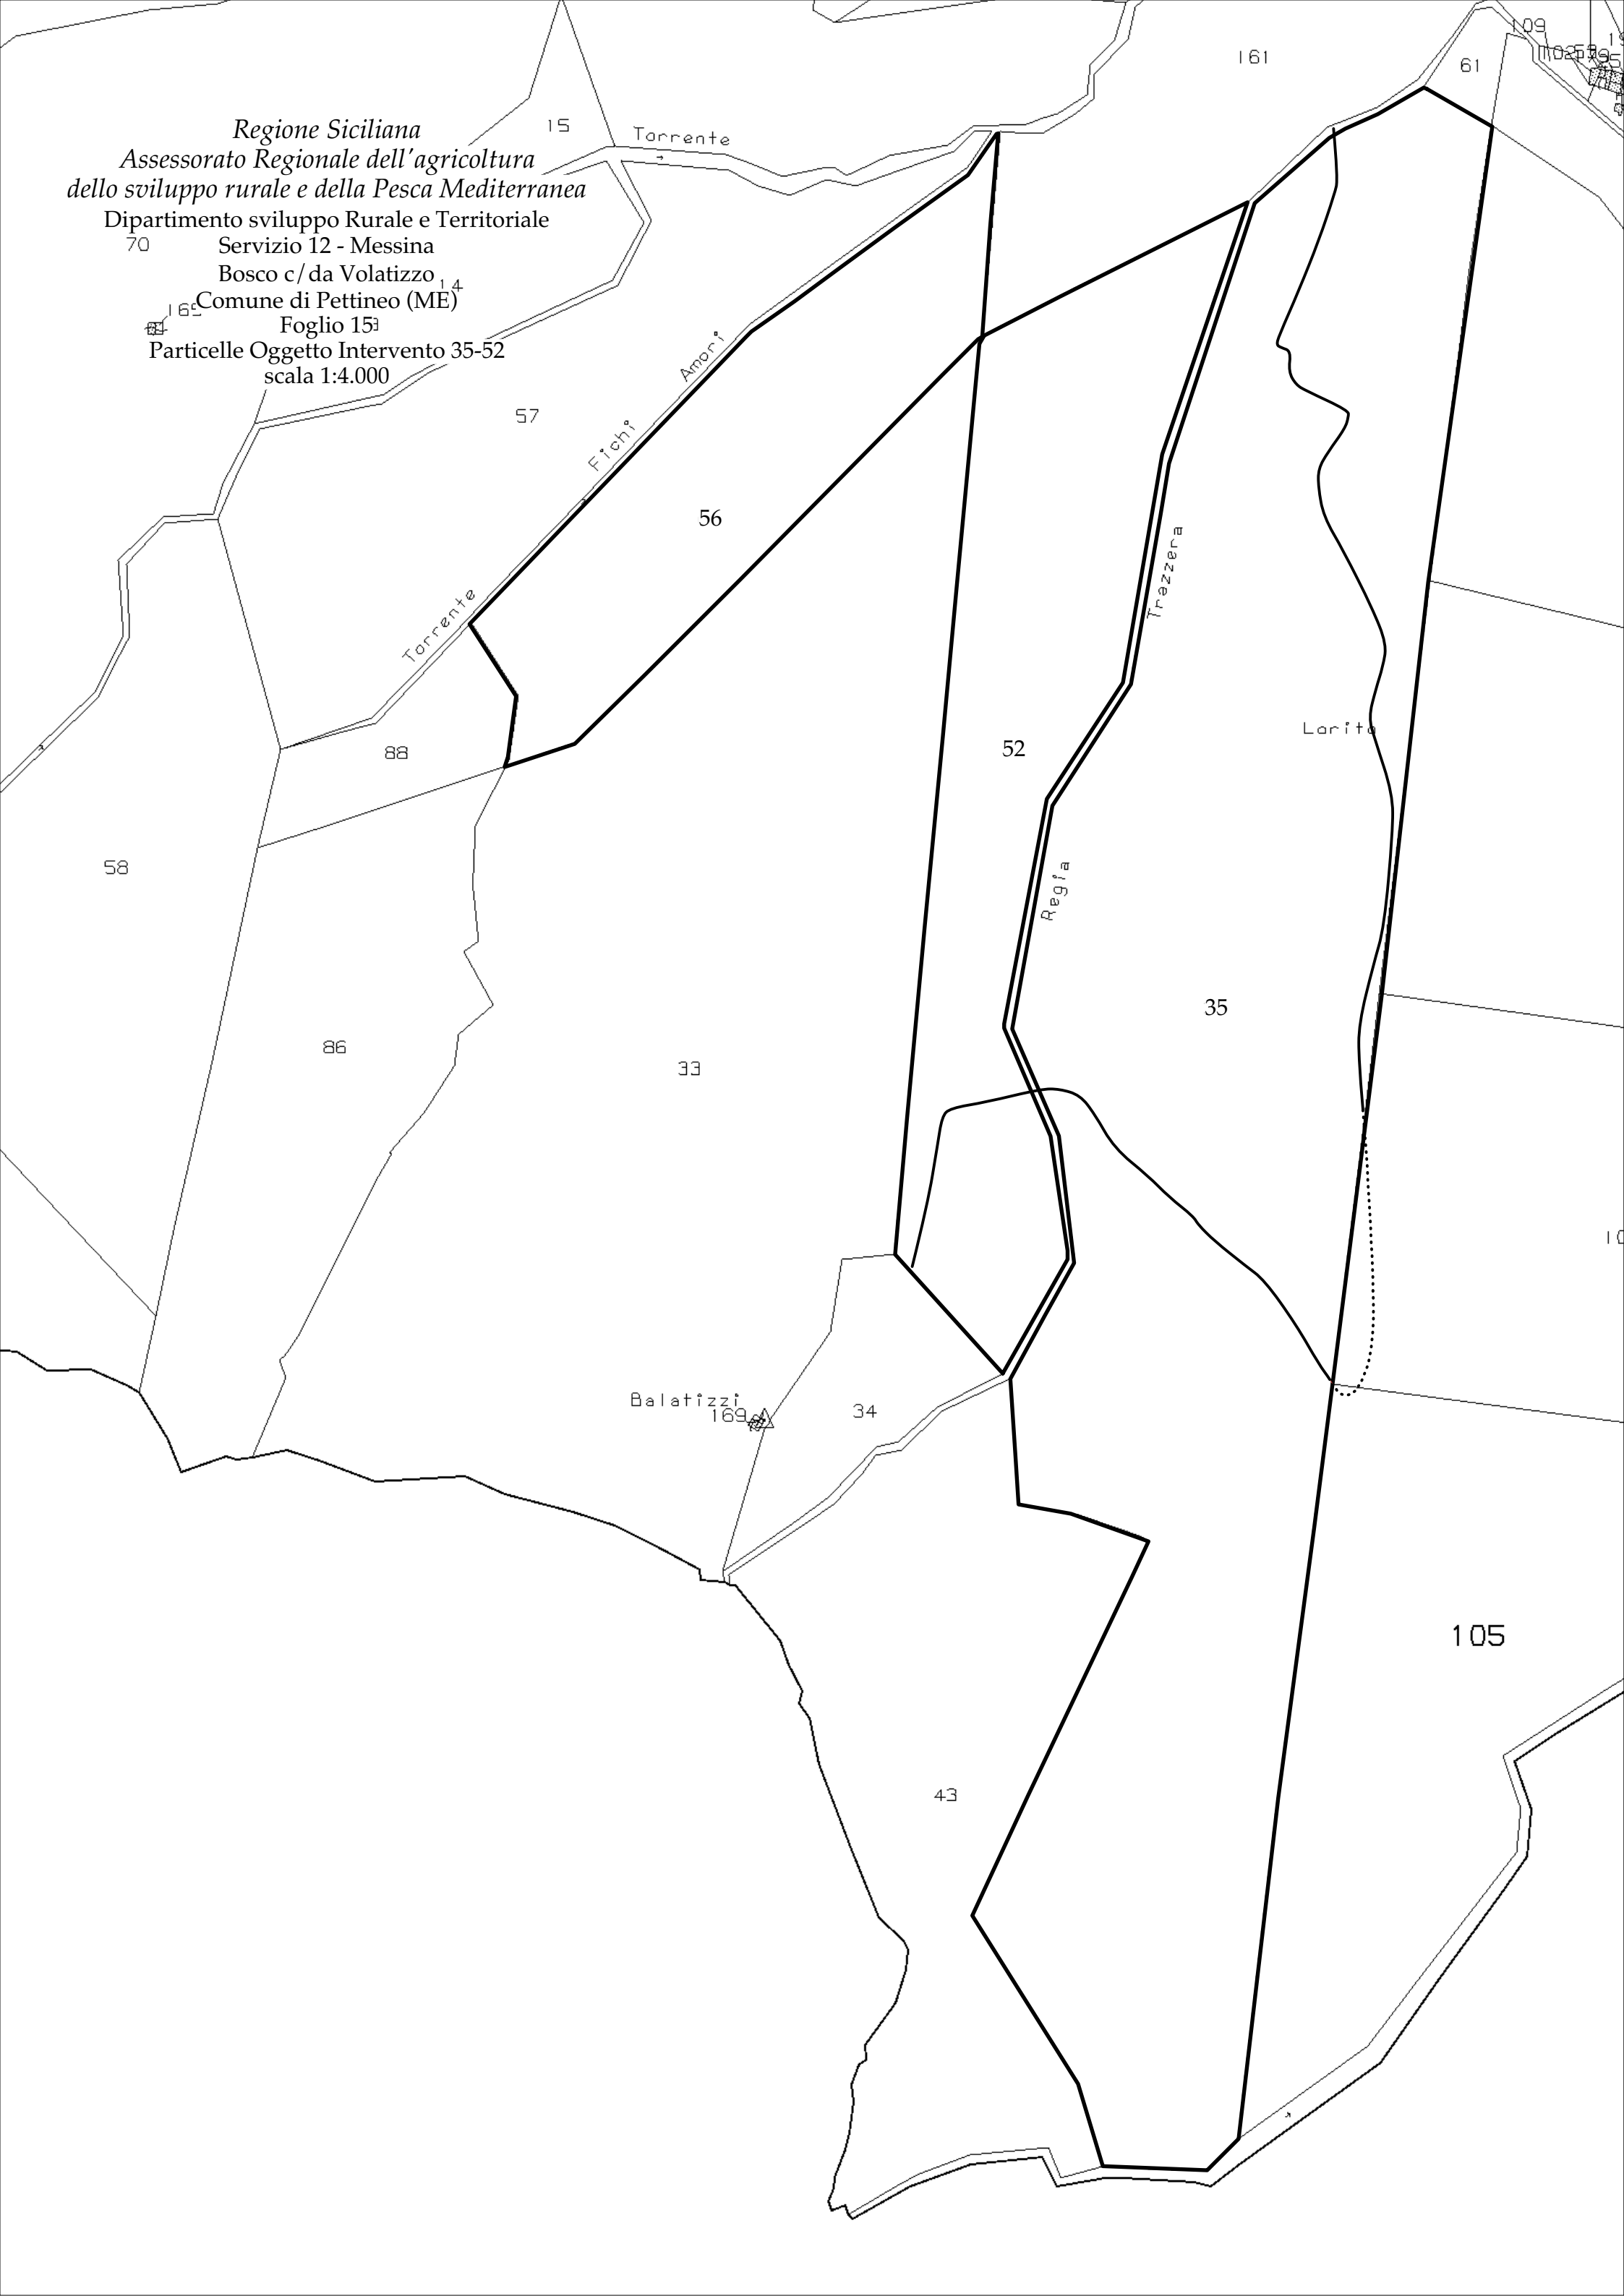 Regione Siciliana
Assessorato Regionale dell'agricoltura
dello sviluppo rurale e della Pesca Mediterranea
Dipartimento sviluppo Rurale e Territoriale
Servizio 12 - Messina
Bosco c/da Volatizzo
Comune di Pettineo (ME)
Foglio 15
Particelle Oggetto Intervento 35-52
scala 1:4.000
109
161
61
15
Torrente
70
14
57
Torrente Fichi Amori
56
Trazzera
Regia
52
Lorito
88
58
35
86
33
Balatizzi
169
34
105
43